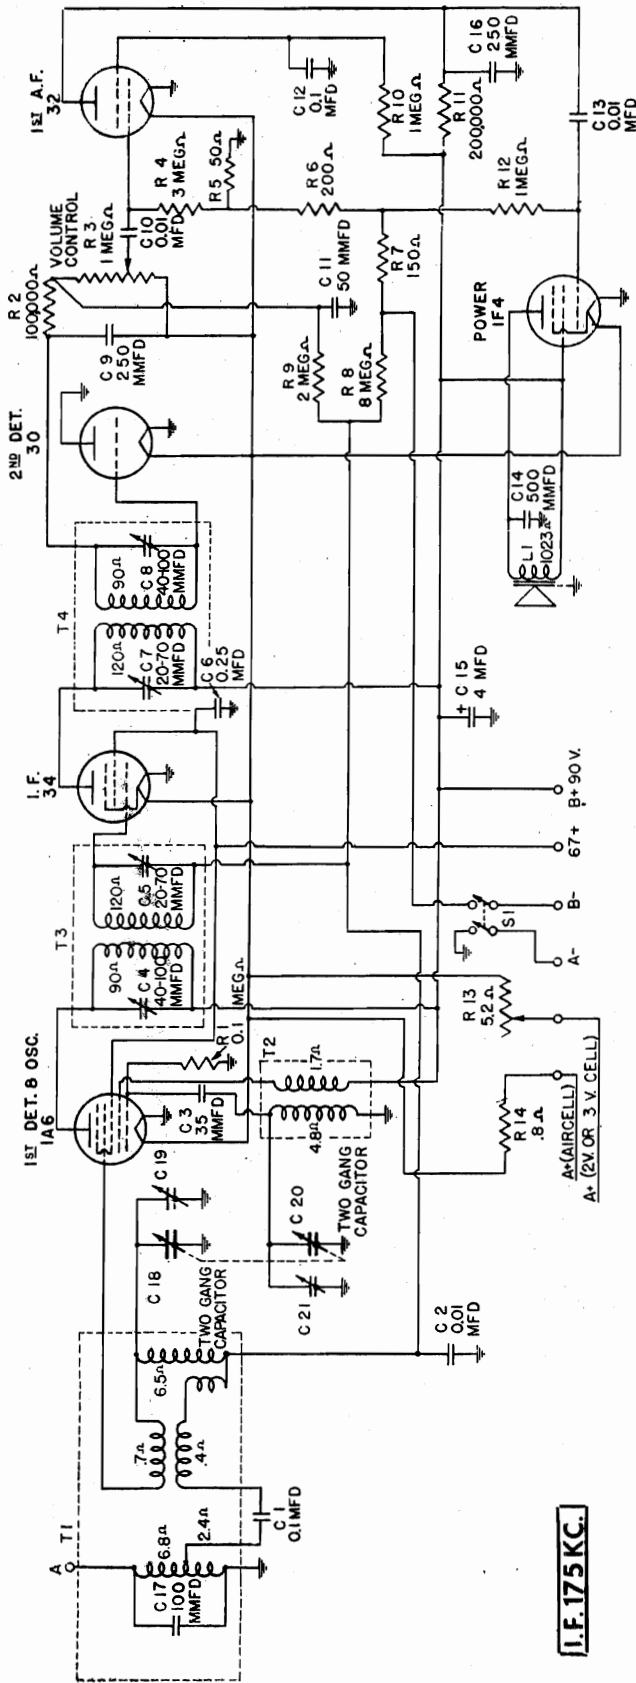 A
T1
C17
100
MMFD
6.8Ω
2.4Ω
C1
0.1MFD
.7Ω
.4Ω
6.5Ω
TWO GANG
CAPACITOR
C18
C19
C21
C20
TWO GANG
CAPACITOR
C2
0.01
MFD
1ST DET. & OSC.
1A6
C3
35
MMFD
R1
0.1
MEGΩ
T2
4.8Ω
1.7Ω
T3
90Ω
C4
40-100
MMFD
120Ω
C5
20-70
MMFD
I.F.
34
T4
120Ω
C7
20-70
MMFD
90Ω
C8
40-100
MMFD
C6
0.25
MFD
2ND DET.
30
R2
100,000Ω
C9
250
MMFD
VOLUME
CONTROL
R3
1 MEGΩ
C10
0.01
MFD
R4
3 MEGΩ
R5
50Ω
1ST A.F.
32
C11
50 MMFD
R9
2 MEGΩ
R8
8 MEGΩ
R6
200Ω
R7
150Ω
C12
0.1
MFD
R10
1MEGΩ
R11
200,000Ω
C16
250
MMFD
R12
1MEGΩ
C13
0.01
MFD
POWER
1F4
C14
500
MMFD
L1
1023Ω
+ C15
4 MFD
R14
.8Ω
R13
5.2Ω
S1
A+(AIRCELL)
A+ (2V. OR 3 V. CELL)
A-
B-
67+
B+90V.
I.F. 175 KC.